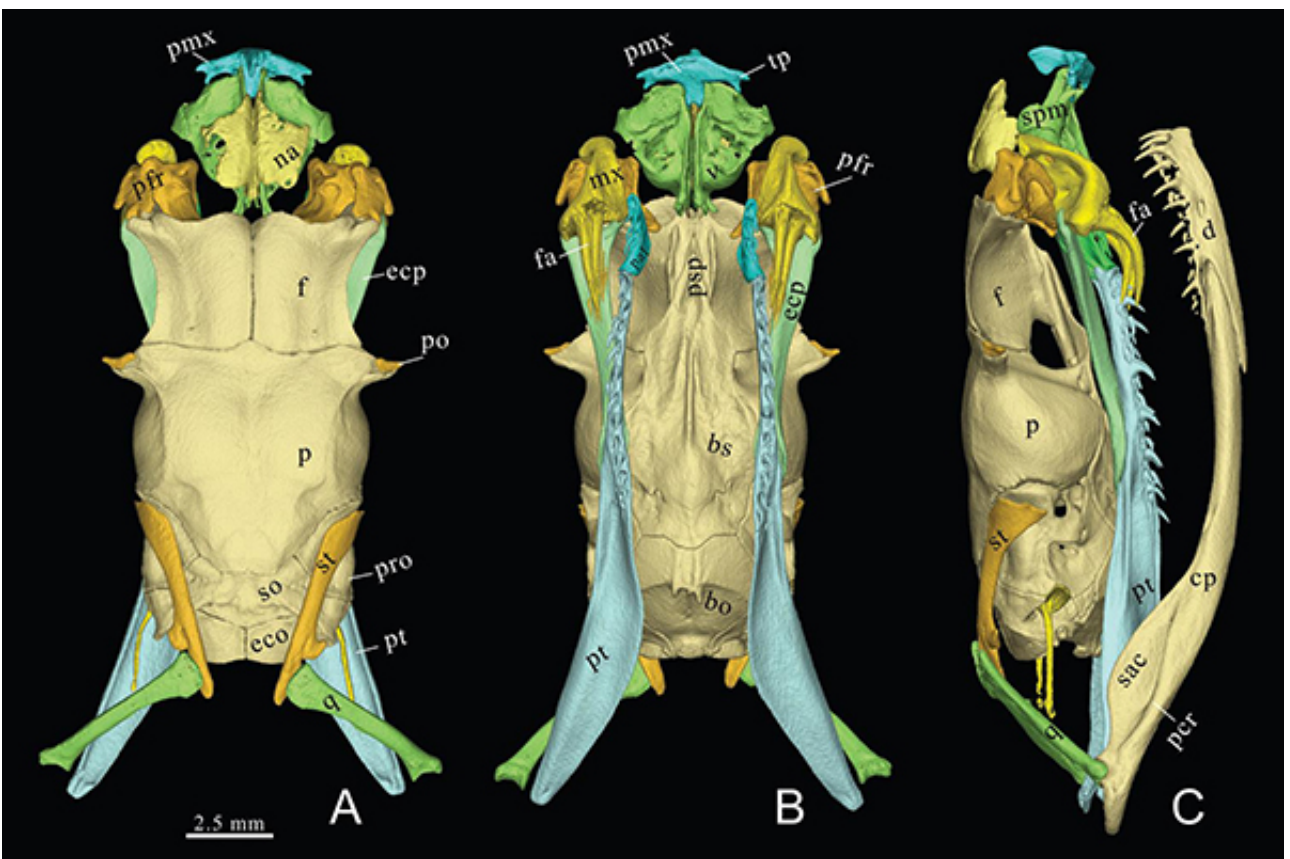 pmx
na
pfr
f
ecp
po
p
st
so
pro
eco
pt
q
A
2.5 mm
pmx
tp
mx
v
pfr
fa
pal
psp
ecp
bs
bo
pt
B
spm
fa
d
f
p
st
pt
cp
sac
pcr
q
C